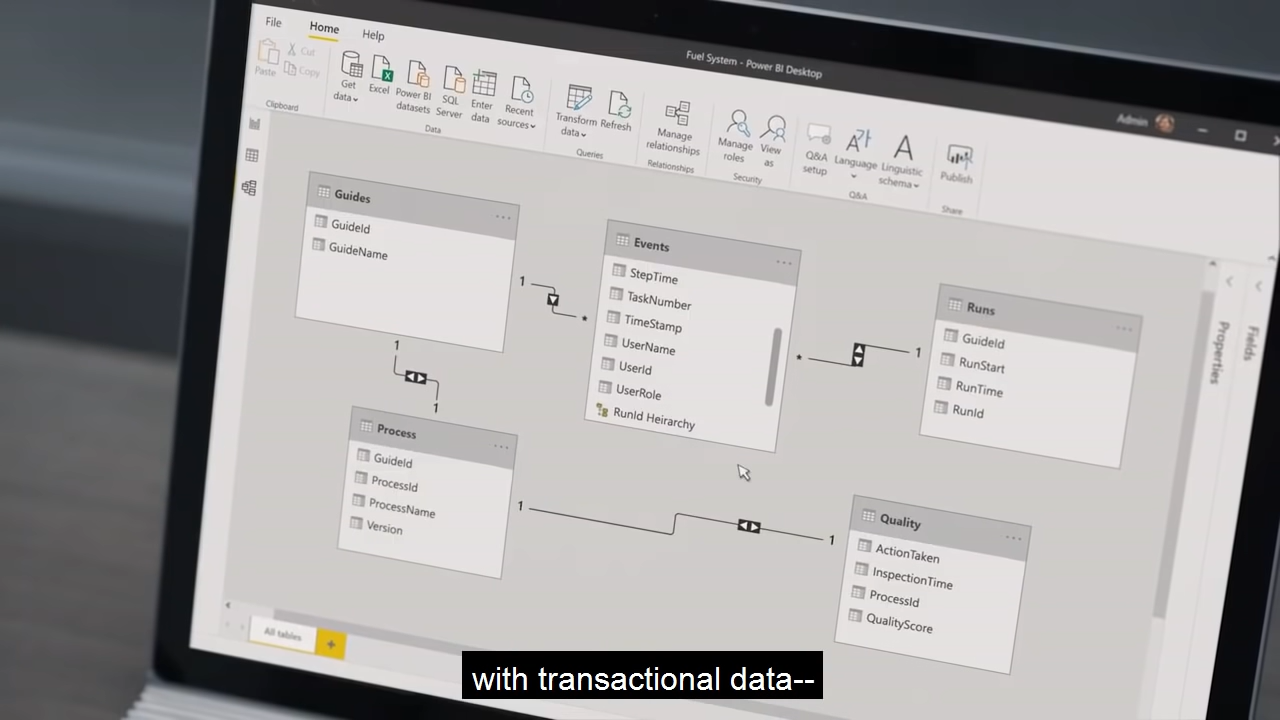 Fuel System - Power BI Desktop
Admin
File Home Help
Paste
Cut
Copy
Clipboard
Get data
Excel
Power BI datasets
SQL Server
Enter data
Recent sources
Data
Transform data
Refresh
Queries
Manage relationships
Relationships
Manage roles
View as
Security
Q&A setup
Language
Linguistic schema
Q&A
Publish
Share
Guides
GuideId
GuideName
1
*
1
1
Events
StepTime
TaskNumber
TimeStamp
UserName
UserId
UserRole
RunId Heirarchy
*
1
Runs
GuideId
RunStart
RunTime
RunId
Properties
Fields
Process
GuideId
ProcessId
ProcessName
Version
1
1
Quality
ActionTaken
InspectionTime
ProcessId
QualityScore
All tables
+
with transactional data--